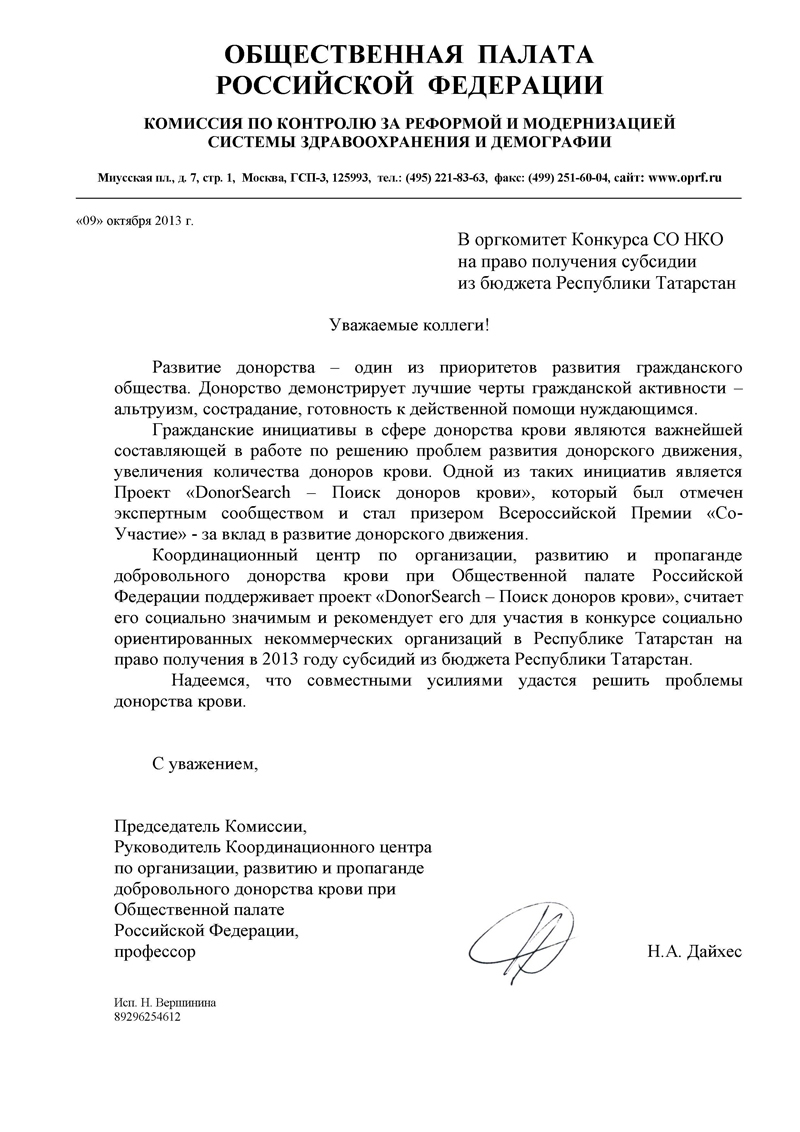 ОБЩЕСТВЕННАЯ ПАЛАТА
РОССИЙСКОЙ ФЕДЕРАЦИИ
КОМИССИЯ ПО КОНТРОЛЮ ЗА РЕФОРМОЙ И МОДЕРНИЗАЦИЕЙ
СИСТЕМЫ ЗДРАВООХРАНЕНИЯ И ДЕМОГРАФИИ
Миусская пл., д. 7, стр. 1, Москва, ГСП-3, 125993, тел.: (495) 221-83-63, факс: (499) 251-60-04, сайт: www.oprf.ru
«09» октября 2013 г.
В оргкомитет Конкурса СО НКО
на право получения субсидии
из бюджета Республики Татарстан
Уважаемые коллеги!
Развитие донорства – один из приоритетов развития гражданского
общества. Донорство демонстрирует лучшие черты гражданской активности –
альтруизм, сострадание, готовность к действенной помощи нуждающимся.
Гражданские инициативы в сфере донорства крови являются важнейшей
составляющей в работе по решению проблем развития донорского движения,
увеличения количества доноров крови. Одной из таких инициатив является
Проект «DonorSearch – Поиск доноров крови», который был отмечен
экспертным сообществом и стал призером Всероссийской Премии «Со-
Участие» - за вклад в развитие донорского движения.
Координационный центр по организации, развитию и пропаганде
добровольного донорства крови при Общественной палате Российской
Федерации поддерживает проект «DonorSearch – Поиск доноров крови», считает
его социально значимым и рекомендует его для участия в конкурсе социально
ориентированных некоммерческих организаций в Республике Татарстан на
право получения в 2013 году субсидий из бюджета Республики Татарстан.
Надеемся, что совместными усилиями удастся решить проблемы
донорства крови.
С уважением,
Председатель Комиссии,
Руководитель Координационного центра
по организации, развитию и пропаганде
добровольного донорства крови при
Общественной палате
Российской Федерации,
профессор Н.А. Дайхес
Исп. Н. Вершинина
89296254612